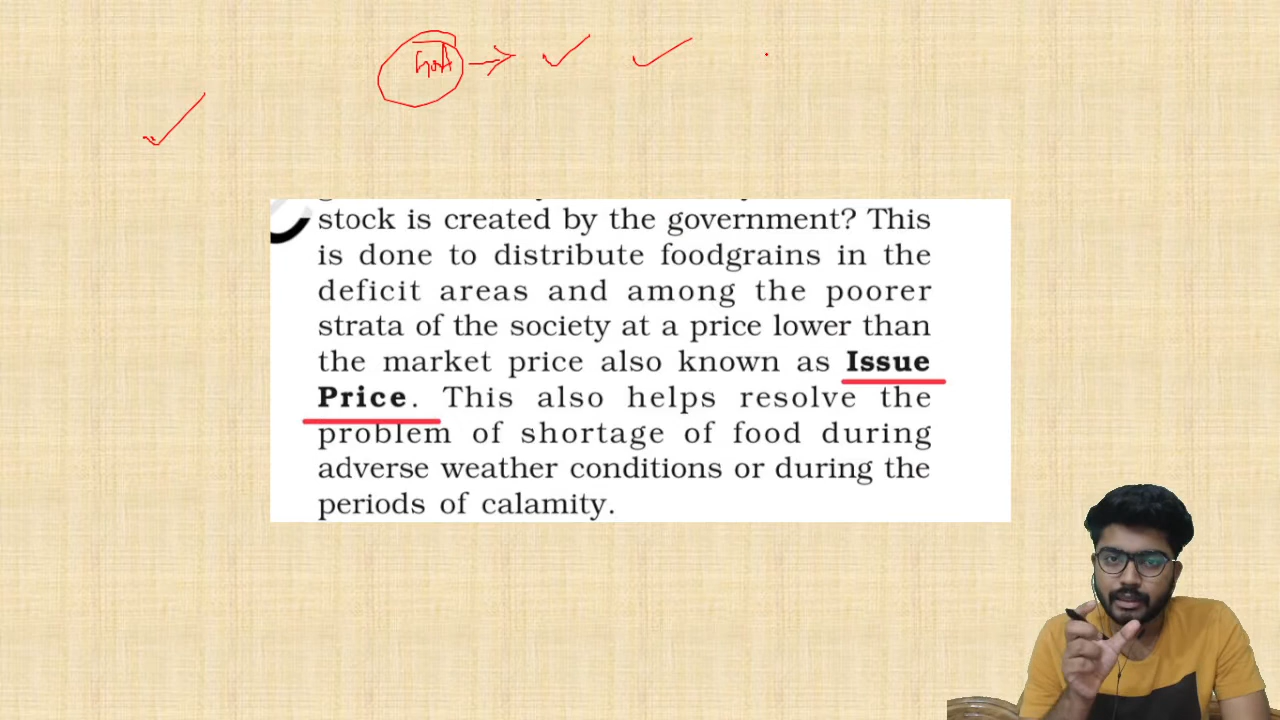 Govt
stock is created by the government? This
is done to distribute foodgrains in the
deficit areas and among the poorer
strata of the society at a price lower than
the market price also known as Issue
Price. This also helps resolve the
problem of shortage of food during
adverse weather conditions or during the
periods of calamity.